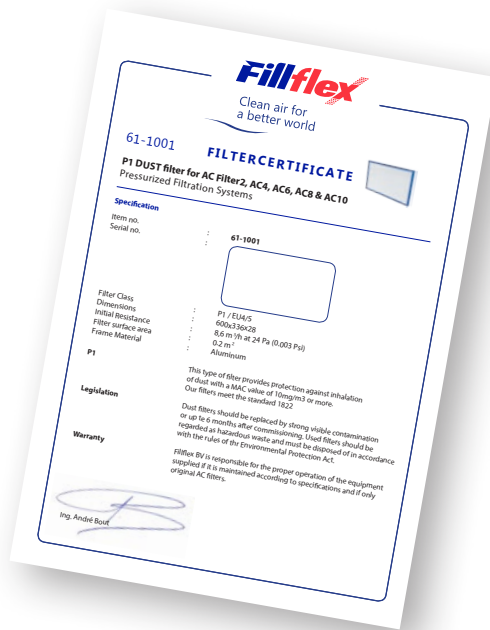 Fillflex
Clean air for
a better world
61-1001
FILTERCERTIFICATE
P1 DUST filter for AC Filter2, AC4, AC6, AC8 & AC10
Pressurized Filtration Systems
Specification
Item no. : 61-1001
Serial no. :
Filter Class : P1 / EU4/5
Dimensions : 600x336x28
Initial Resistance : 8,6 m³/h at 24 Pa (0.003 Psi)
Filter surface area : 0.2 m²
Frame Material : Aluminum
P1
This type of filter provides protection against inhalation
of dust with a MAC value of 10mg/m3 or more.
Our filters meet the standard 1822
Legislation
Dust filters should be replaced by strong visible contamination
or up te 6 months after commissioning. Used filters should be
regarded as hazardous waste and must be disposed of in accordance
with the rules of thr Environmental Protection Act.
Warranty
Fillflex BV is responsible for the proper operation of the equipment
supplied if it is maintained according to specifications and if only
original AC filters.
Ing. André Bout